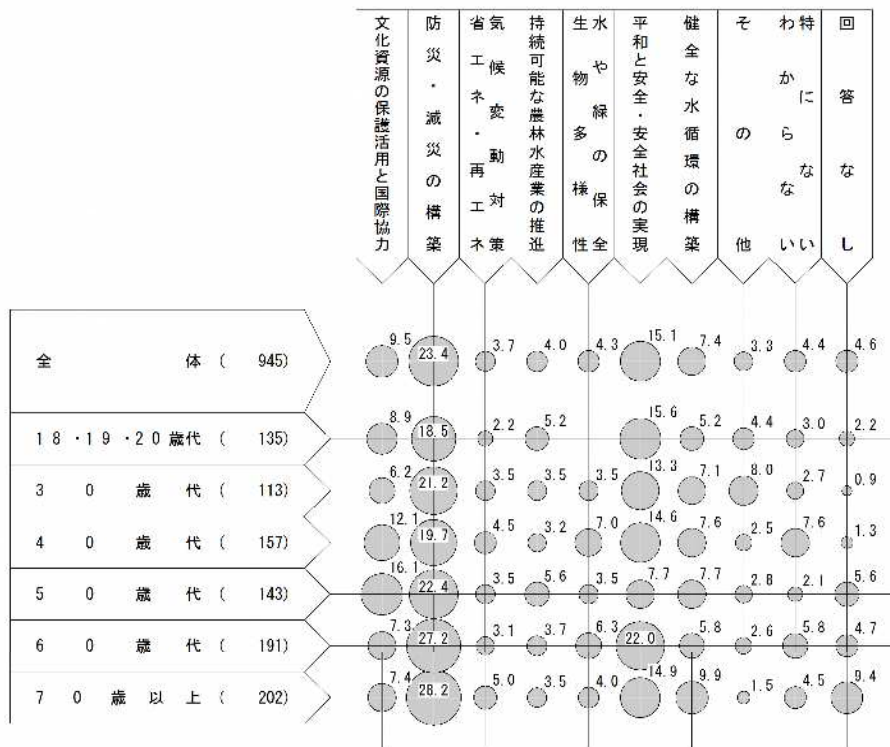 文化資源の保護活用と国際協力
防災・減災の構築
気候変動対策
省エネ・再エネ
持続可能な農林水産業の推進
水や緑の保全
生物多様性
平和と安全・安全社会の実現
健全な水循環の構築
その他
特にない
わからない
回答なし
全体 ( 945) 9.5 23.4 3.7 4.0 4.3 15.1 7.4 3.3 4.4 4.6
18・19・20歳代 ( 135) 8.9 18.5 2.2 5.2 15.6 5.2 4.4 3.0 2.2
30歳代 ( 113) 6.2 21.2 3.5 3.5 3.5 13.3 7.1 8.0 2.7 0.9
40歳代 ( 157) 12.1 19.7 4.5 3.2 7.0 14.6 7.6 2.5 7.6 1.3
50歳代 ( 143) 16.1 22.4 3.5 5.6 3.5 7.7 7.7 2.8 2.1 5.6
60歳代 ( 191) 7.3 27.2 3.1 3.7 6.3 22.0 5.8 2.6 5.8 4.7
70歳以上 ( 202) 7.4 28.2 5.0 3.5 4.0 14.9 9.9 1.5 4.5 9.4